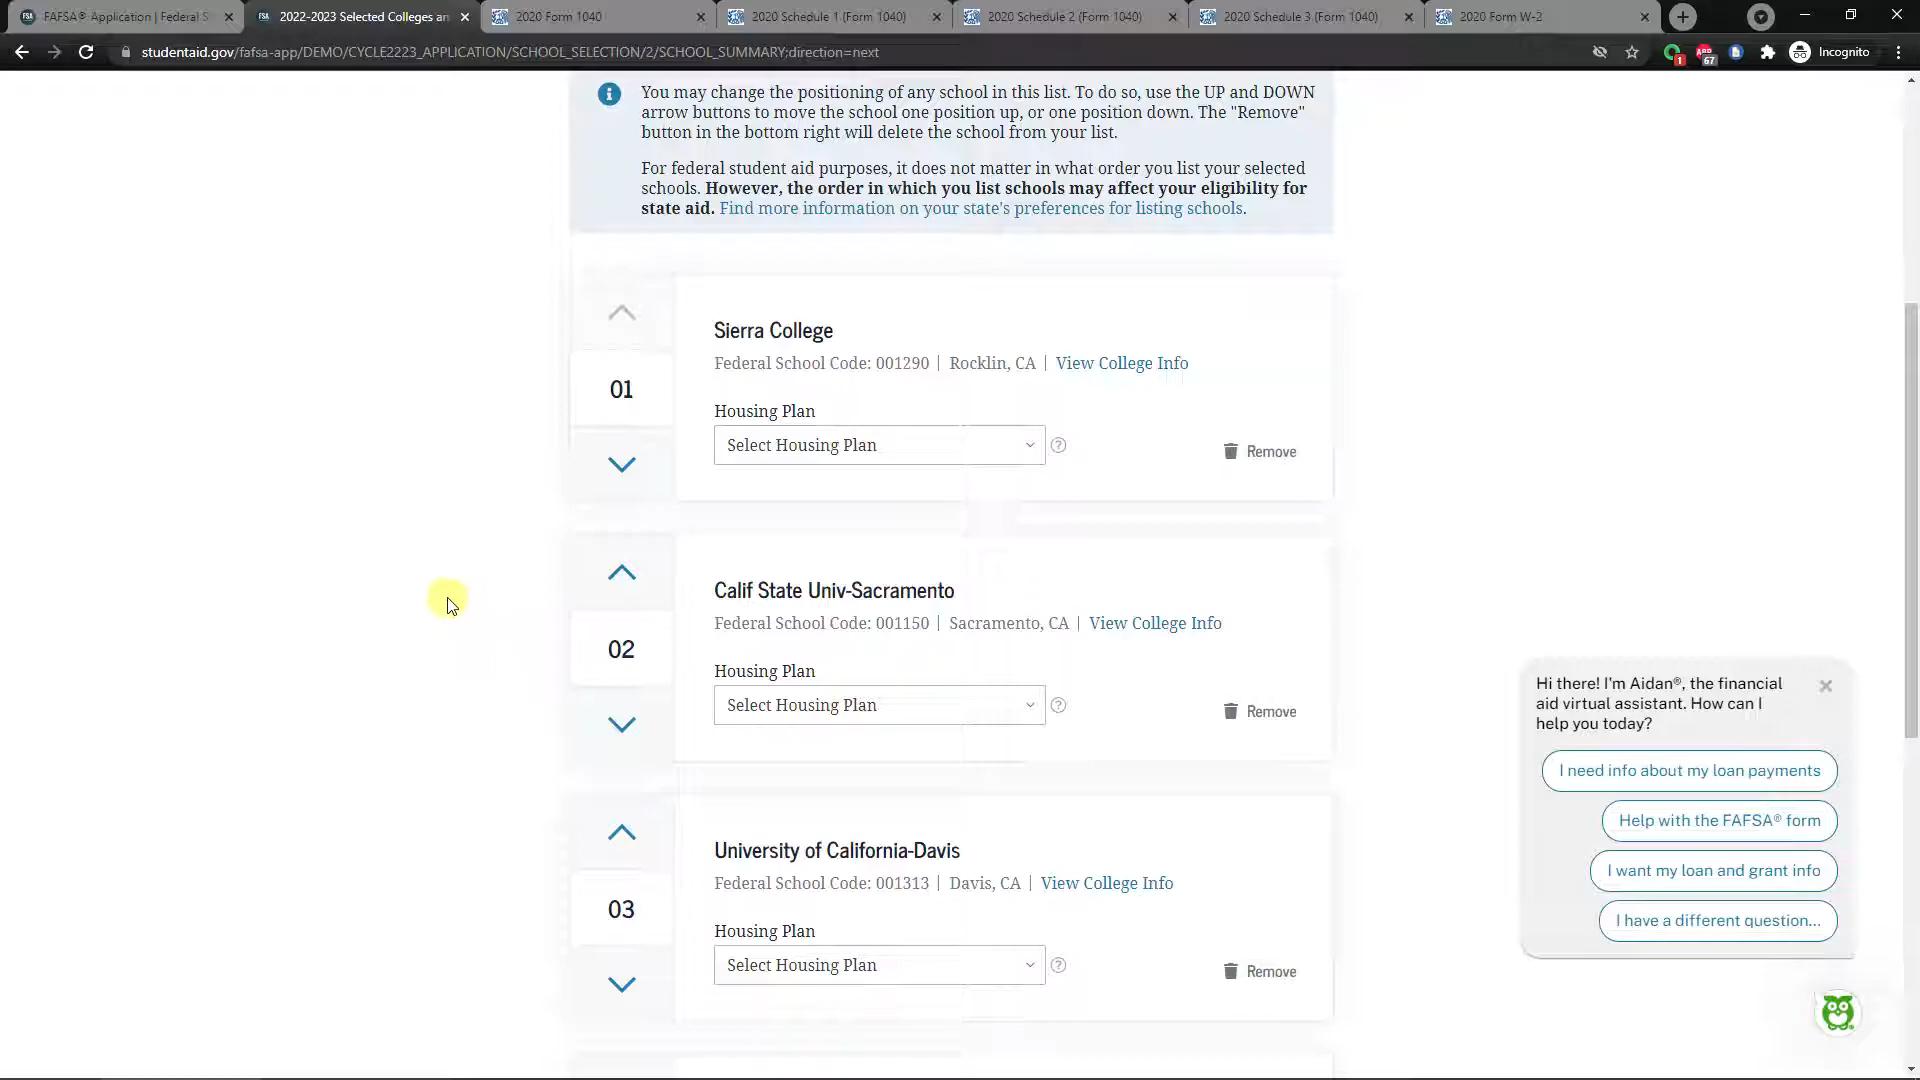 FAFSA® Application | Federal S
2022-2023 Selected Colleges an
2020 Form 1040
2020 Schedule 1 (Form 1040)
2020 Schedule 2 (Form 1040)
2020 Schedule 3 (Form 1040)
2020 Form W-2
studentaid.gov/fafsa-app/DEMO/CYCLE2223_APPLICATION/SCHOOL_SELECTION/2/SCHOOL_SUMMARY;direction=next
1
67
Incognito
You may change the positioning of any school in this list. To do so, use the UP and DOWN
arrow buttons to move the school one position up, or one position down. The "Remove"
button in the bottom right will delete the school from your list.
For federal student aid purposes, it does not matter in what order you list your selected
schools. However, the order in which you list schools may affect your eligibility for
state aid. Find more information on your state's preferences for listing schools.
01
Sierra College
Federal School Code: 001290 | Rocklin, CA | View College Info
Housing Plan
Select Housing Plan
Remove
02
Calif State Univ-Sacramento
Federal School Code: 001150 | Sacramento, CA | View College Info
Housing Plan
Select Housing Plan
Remove
03
University of California-Davis
Federal School Code: 001313 | Davis, CA | View College Info
Housing Plan
Select Housing Plan
Remove
Hi there! I'm Aidan®, the financial
aid virtual assistant. How can I
help you today?
I need info about my loan payments
Help with the FAFSA® form
I want my loan and grant info
I have a different question...